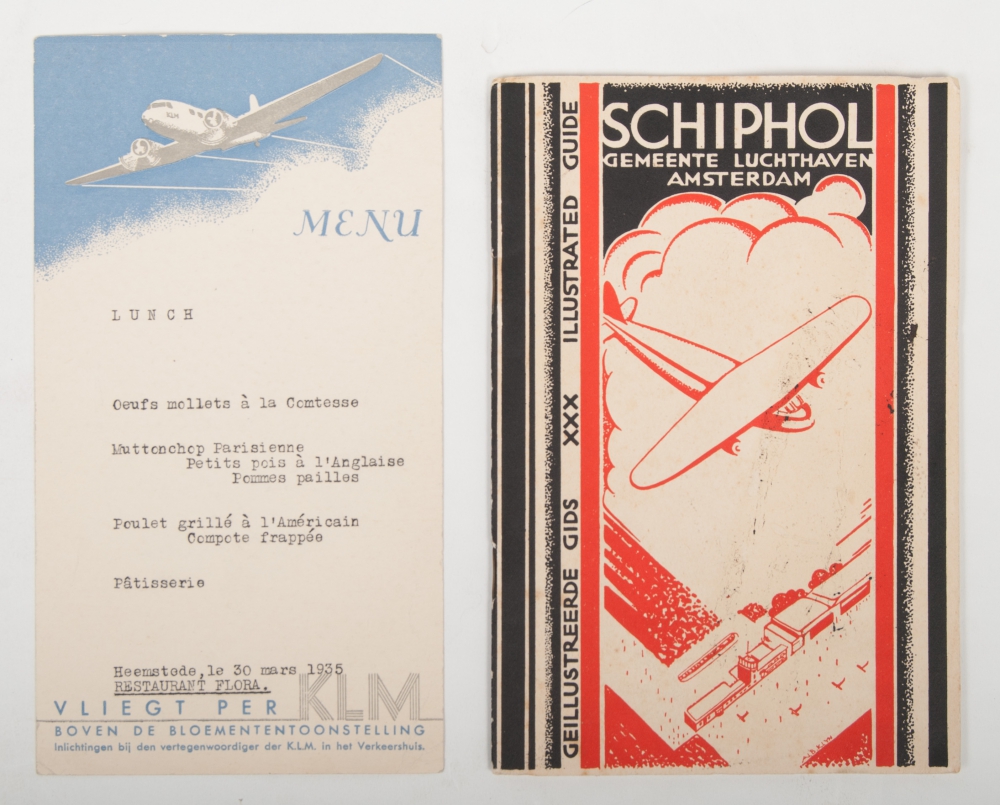 KLM
MENU
LUNCH
Oeufs mollets à la Comtesse
Muttonchop Parisienne
Petits pois à l'Anglaise
Pommes pailles
Poulet grillé à l'Américain
Compote frappée
Pâtisserie
Heemstede, le 30 mars 1935
RESTAURANT FLORA.
VLIEGT PER KLM
BOVEN DE BLOEMENTENTOONSTELLING
Inlichtingen bij den vertegenwoordiger der K.L.M. in het Verkeershuis.
GEILLUSTREERDE GIDS XXX ILLUSTRATED GUIDE
SCHIPHOL
GEMEENTE LUCHTHAVEN
AMSTERDAM